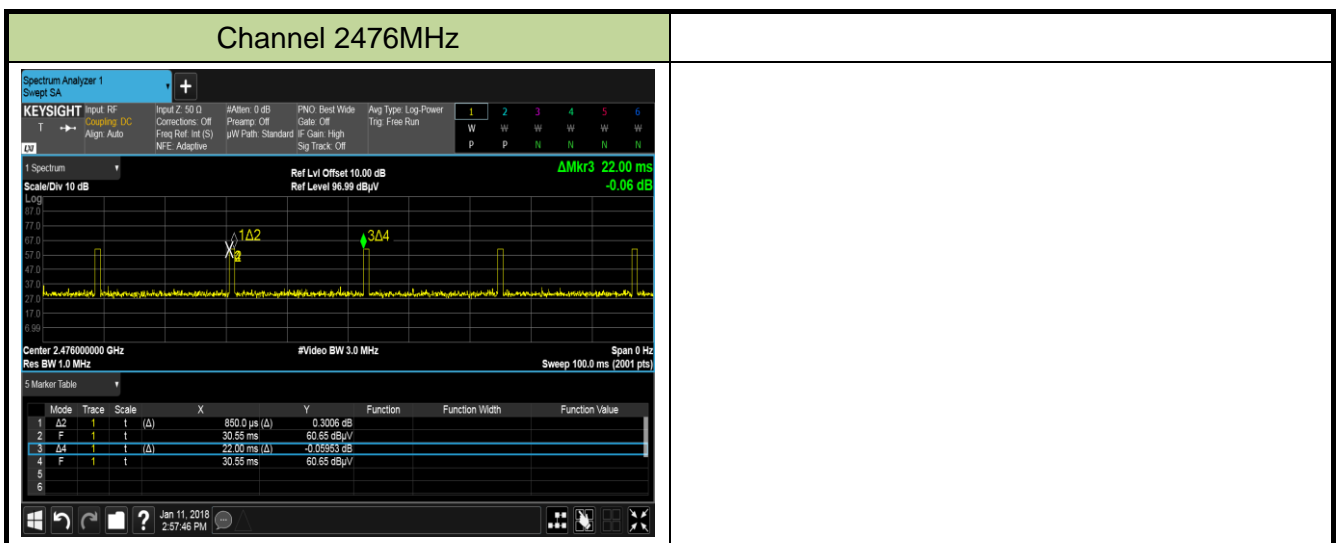 Channel 2476MHz
Spectrum Analyzer 1
Swept SA
+
KEYSIGHT Input: RF Input Z: 50 Ω #Atten: 0 dB PNO: Best Wide Avg Type: Log-Power 1 2 3 4 5 6
T Coupling: DC Corrections: Off Preamp: Off Gate: Off Trig: Free Run W W W W W W
Align: Auto Freq Ref: Int (S) µW Path: Standard IF Gain: High
LXI NFE: Adaptive Sig Track: Off P P N N N N
1 Spectrum Ref Lvl Offset 10.00 dB ΔMkr3 22.00 ms
Scale/Div 10 dB Ref Level 96.99 dBµV -0.06 dB
Log
87.0
77.0
67.0 1Δ2 3Δ4
57.0
47.0
37.0
27.0
17.0
6.99
Center 2.476000000 GHz #Video BW 3.0 MHz Span 0 Hz
Res BW 1.0 MHz Sweep 100.0 ms (2001 pts)
5 Marker Table
Mode Trace Scale X Y Function Function Width Function Value
1 Δ2 1 t (Δ) 850.0 µs (Δ) 0.3006 dB
2 F 1 t 30.55 ms 60.65 dBµV
3 Δ4 1 t (Δ) 22.00 ms (Δ) -0.05953 dB
4 F 1 t 30.55 ms 60.65 dBµV
5
6
? Jan 11, 2018
2:57:46 PM